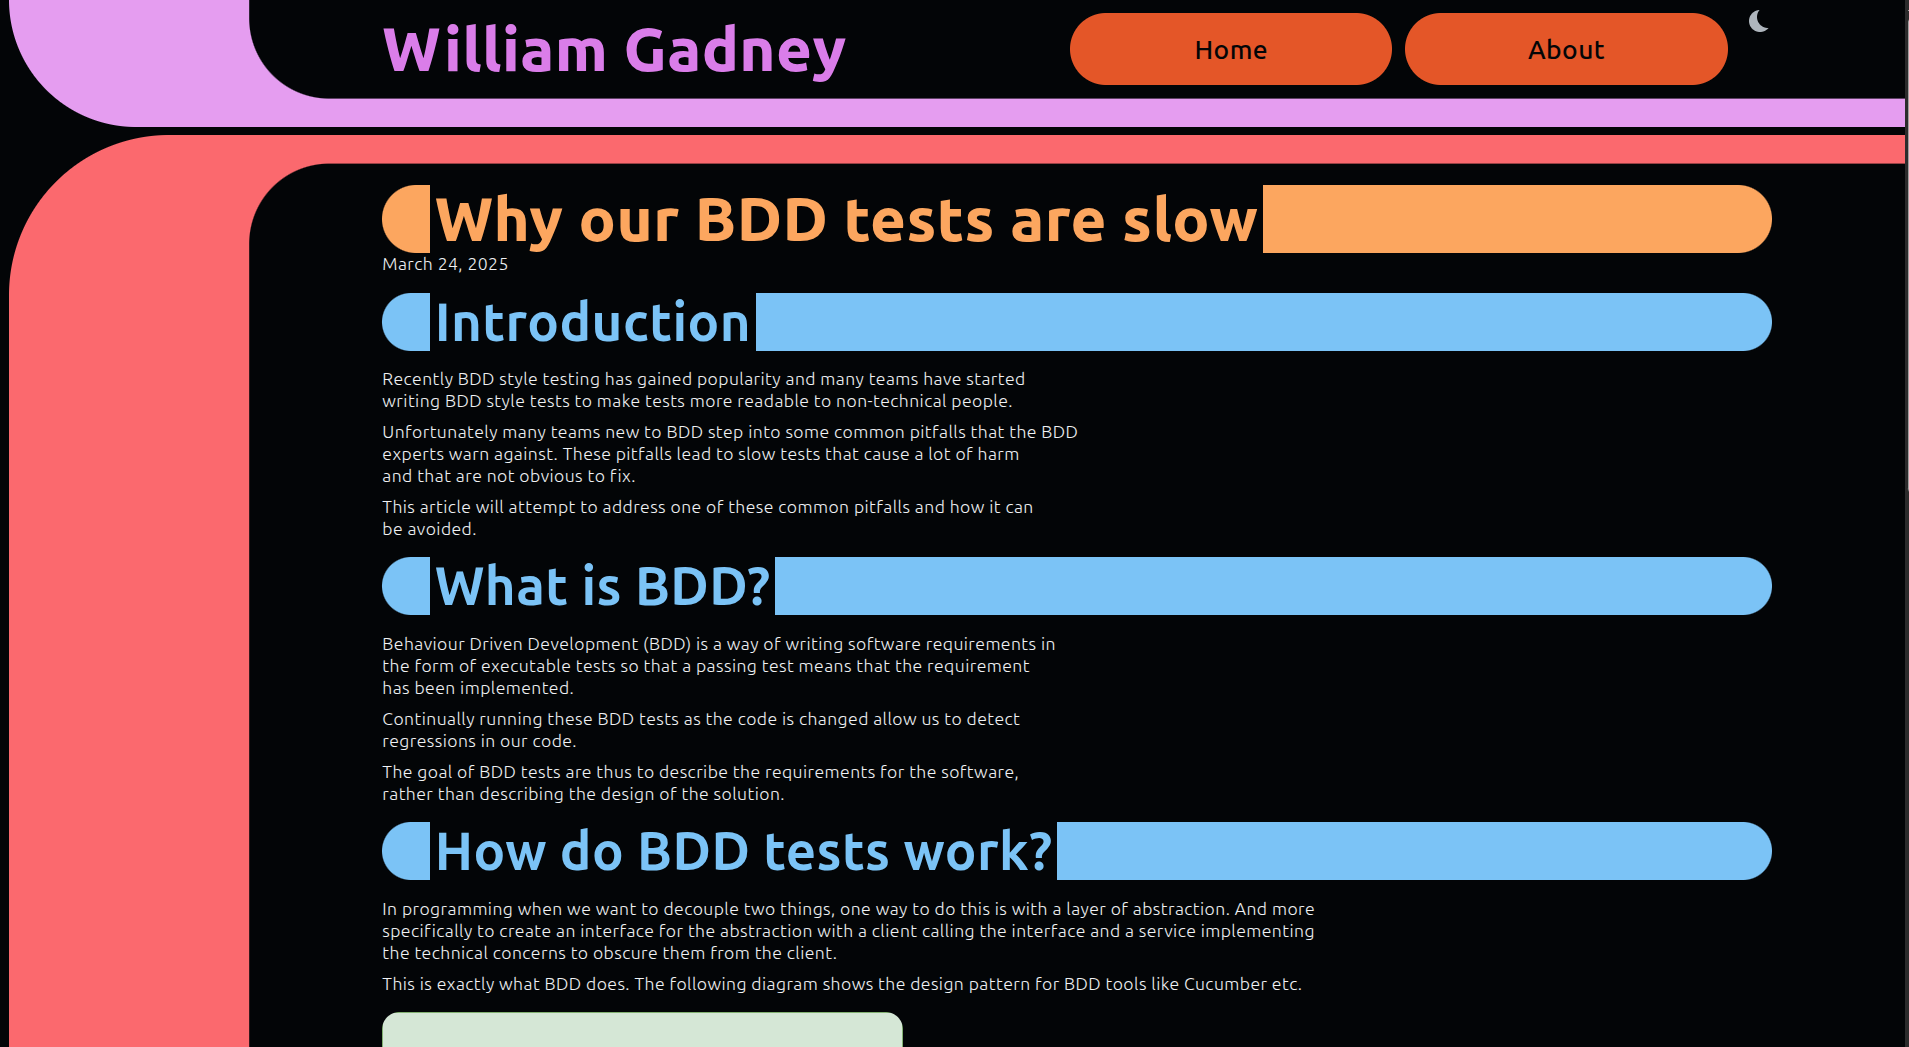 William Gadney
Home
About
Why our BDD tests are slow
March 24, 2025
Introduction
Recently BDD style testing has gained popularity and many teams have started
writing BDD style tests to make tests more readable to non-technical people.
Unfortunately many teams new to BDD step into some common pitfalls that the BDD
experts warn against. These pitfalls lead to slow tests that cause a lot of harm
and that are not obvious to fix.
This article will attempt to address one of these common pitfalls and how it can
be avoided.
What is BDD?
Behaviour Driven Development (BDD) is a way of writing software requirements in
the form of executable tests so that a passing test means that the requirement
has been implemented.
Continually running these BDD tests as the code is changed allow us to detect
regressions in our code.
The goal of BDD tests are thus to describe the requirements for the software,
rather than describing the design of the solution.
How do BDD tests work?
In programming when we want to decouple two things, one way to do this is with a layer of abstraction. And more
specifically to create an interface for the abstraction with a client calling the interface and a service implementing
the technical concerns to obscure them from the client.
This is exactly what BDD does. The following diagram shows the design pattern for BDD tools like Cucumber etc.